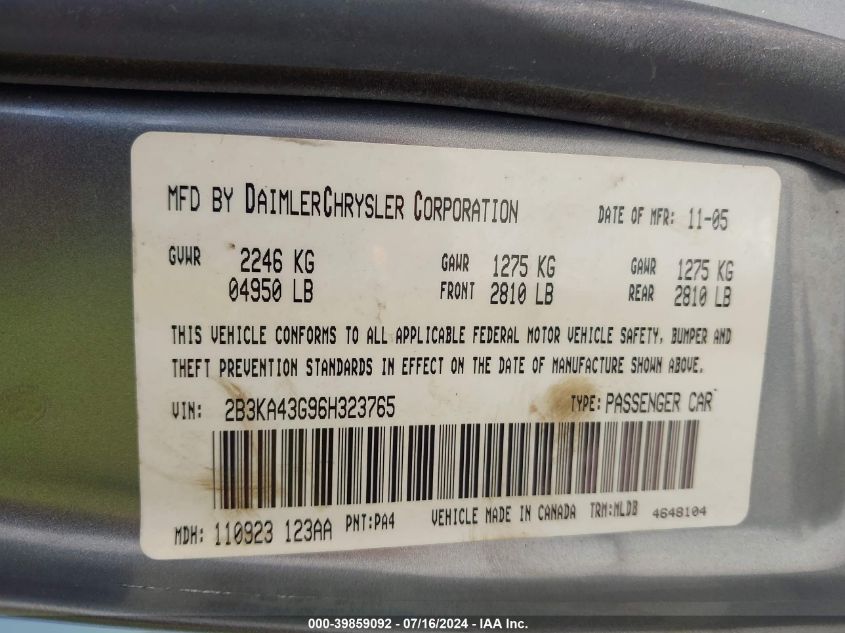 MFD BY DAIMLERCHRYSLER CORPORATION DATE OF MFR: 11-05
GVWR 2246 KG GAWR 1275 KG GAWR 1275 KG
04950 LB FRONT 2810 LB REAR 2810 LB
THIS VEHICLE CONFORMS TO ALL APPLICABLE FEDERAL MOTOR VEHICLE SAFETY, BUMPER AND
THEFT PREVENTION STANDARDS IN EFFECT ON THE DATE OF MANUFACTURE SHOWN ABOVE.
VIN: 2B3KA43G96H323765 TYPE: PASSENGER CAR
MDH: 110923 123AA PNT:PA4 VEHICLE MADE IN CANADA TRM:MLDB 4648104
000-39859092 - 07/16/2024 - IAA Inc.